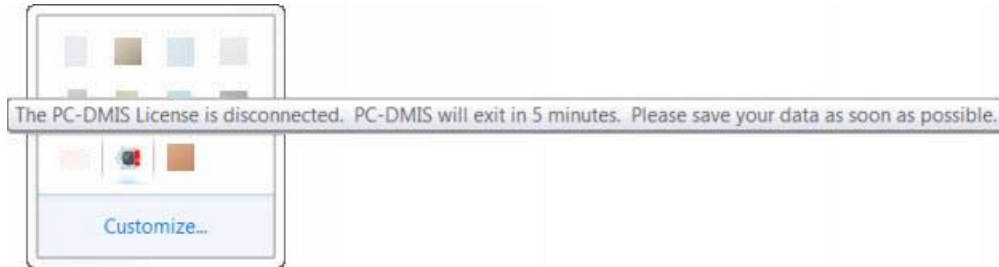 The PC-DMIS License is disconnected. PC-DMIS will exit in 5 minutes. Please save your data as soon as possible.
Customize...